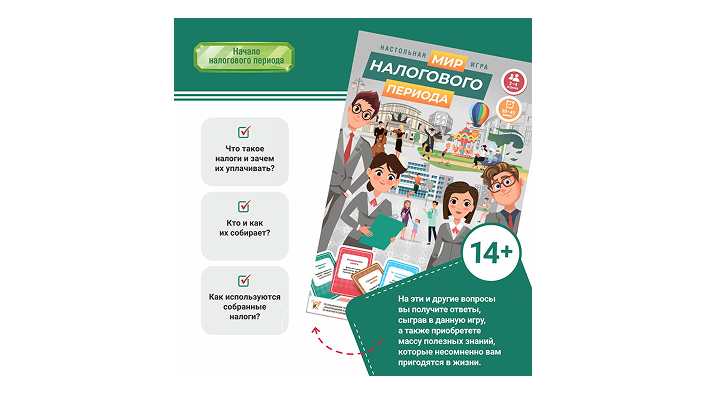 Начало
налогового периода
НАСТОЛЬНАЯ
ИГРА
МИР
НАЛОГОВОГО
ПЕРИОДА
2-4
Что такое
налоги и зачем
их уплачивать?
Кто и как
их собирает?
Как используются
собранные
налоги?
14+
На эти и другие вопросы
вы получите ответы,
сыграв в данную игру,
а также приобретете
массу полезных знаний,
которые несомненно вам
пригодятся в жизни.